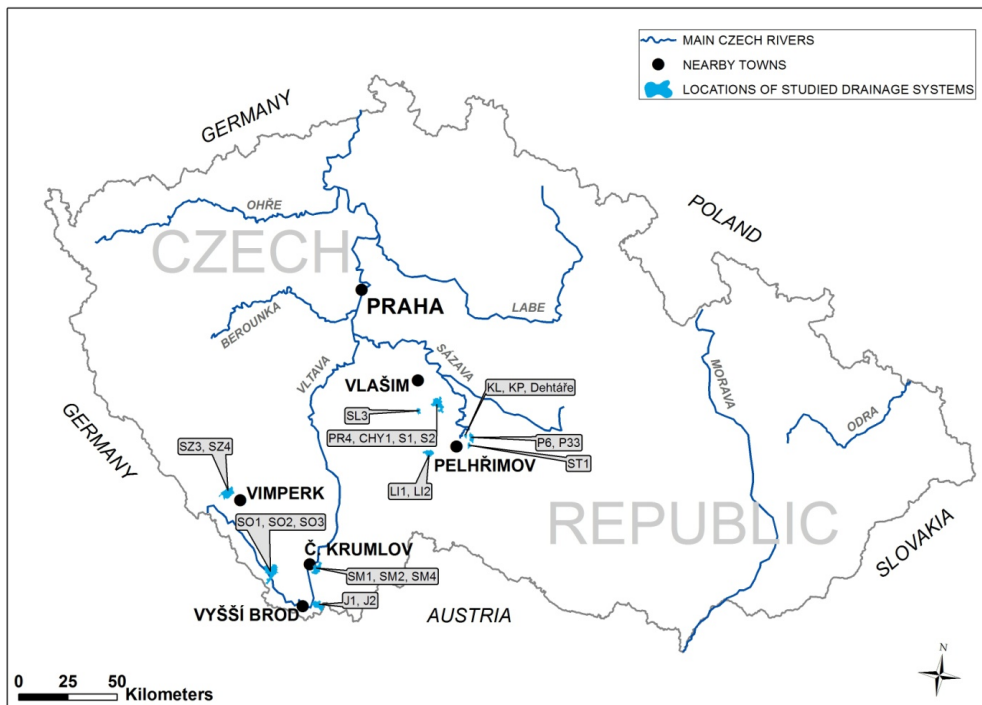 MAIN CZECH RIVERS
NEARBY TOWNS
LOCATIONS OF STUDIED DRAINAGE SYSTEMS
GERMANY
POLAND
OHŘE
CZECH
PRAHA
LABE
BEROUNKA
VLTAVA
SÁZAVA
MORAVA
ODRA
VLAŠIM
KL, KP, Dehtáře
SL3
PR4, CHY1, S1, S2
P6, P33
PELHŘIMOV
ST1
GERMANY
SZ3, SZ4
LI1, LI2
VIMPERK
REPUBLIC
SLOVAKIA
SO1, SO2, SO3
Č. KRUMLOV
SM1, SM2, SM4
J1, J2
VYŠŠÍ BROD
AUSTRIA
N
0 25 50
Kilometers